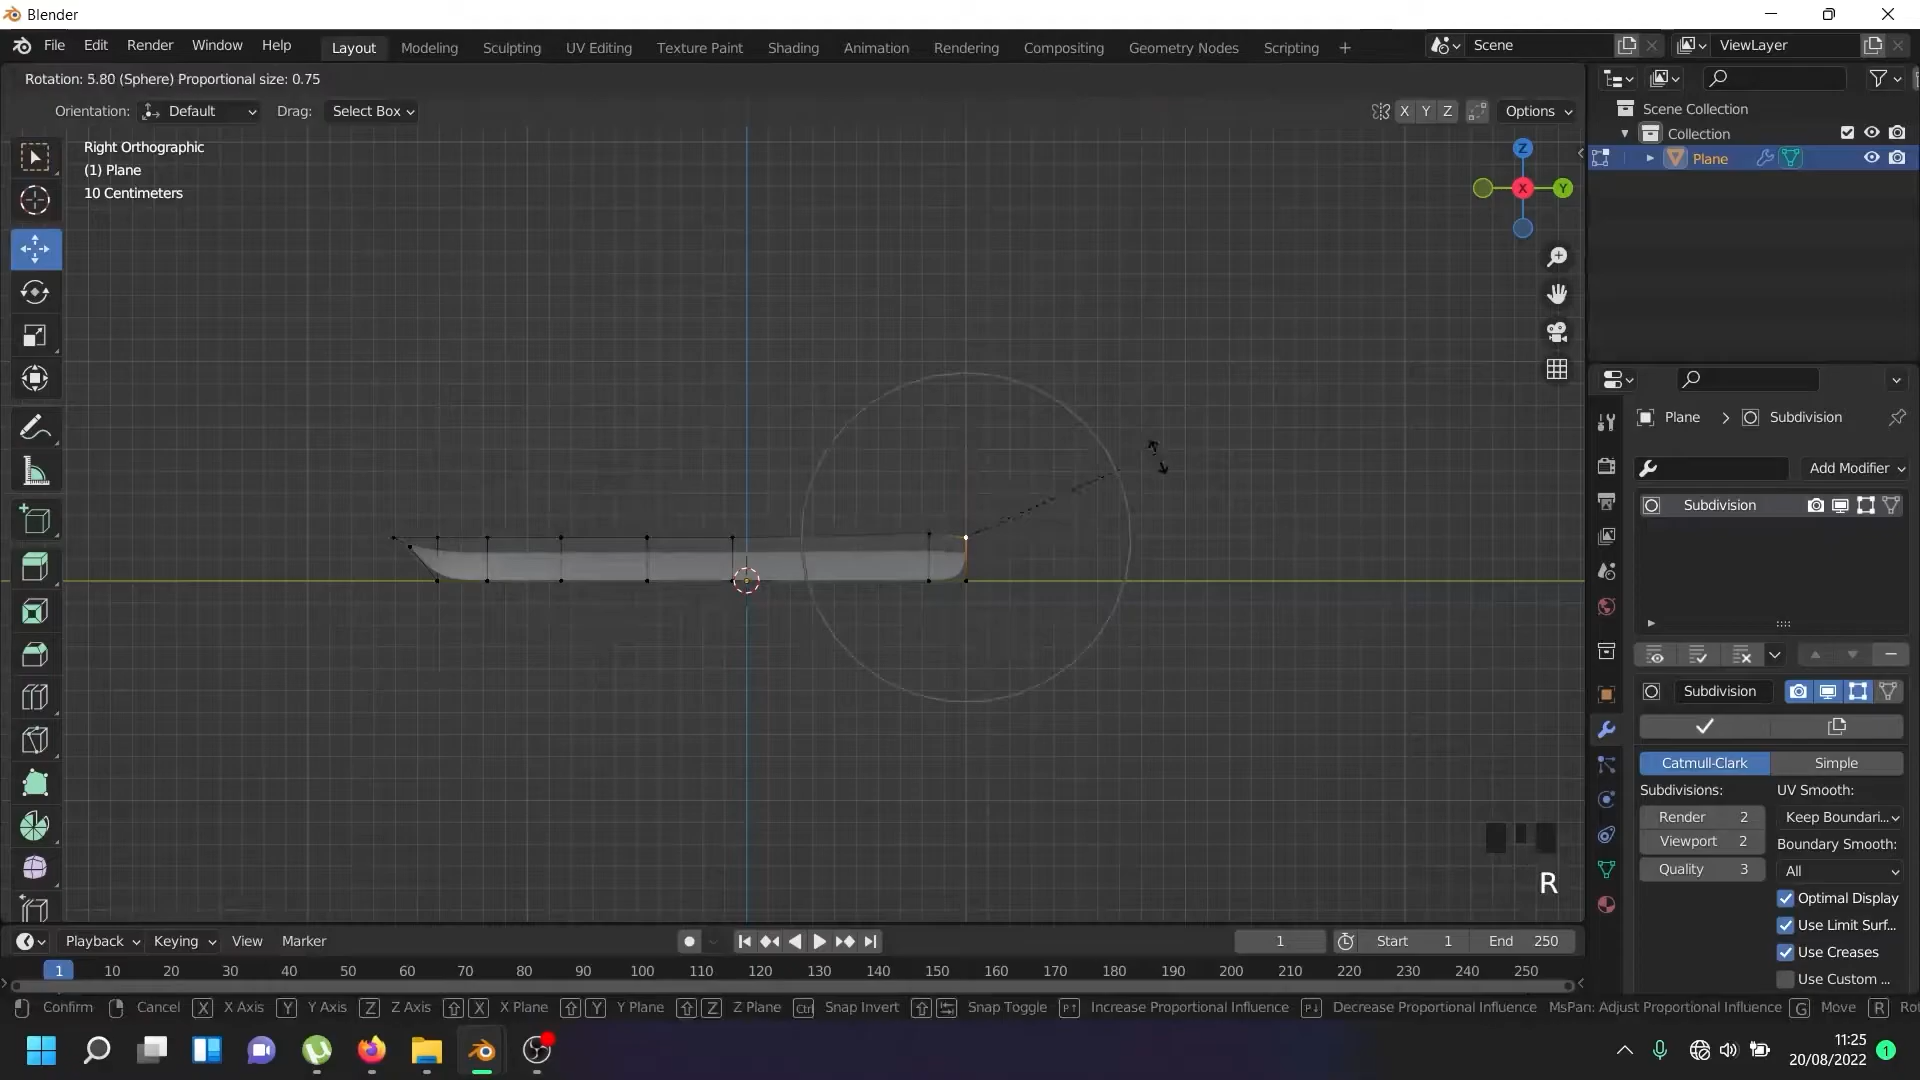 Blender
File Edit Render Window Help Layout Modeling Sculpting UV Editing Texture Paint Shading Animation Rendering Compositing Geometry Nodes Scripting + Scene ViewLayer
Rotation: 5.80 (Sphere) Proportional size: 0.75
Orientation: Default Drag: Select Box X Y Z Options
Right Orthographic
(1) Plane
10 Centimeters
Z
X Y
Scene Collection
Collection
Plane
Plane > Subdivision
Add Modifier
Subdivision
Subdivision
Catmull-Clark Simple
Subdivisions: UV Smooth:
Render 2 Keep Boundari...
Viewport 2 Boundary Smooth:
Quality 3 All
Optimal Display
Use Limit Surf...
Use Creases
Use Custom ...
R
Playback Keying View Marker 1 Start 1 End 250
1 10 20 30 40 50 60 70 80 90 100 110 120 130 140 150 160 170 180 190 200 210 220 230 240 250
Confirm Cancel X X Axis Y Y Axis Z Z Axis X X Plane Y Y Plane Z Z Plane Ctrl Snap Invert Snap Toggle Increase Proportional Influence Decrease Proportional Influence MsPan: Adjust Proportional Influence G Move R Rot
11:25
20/08/2022
1